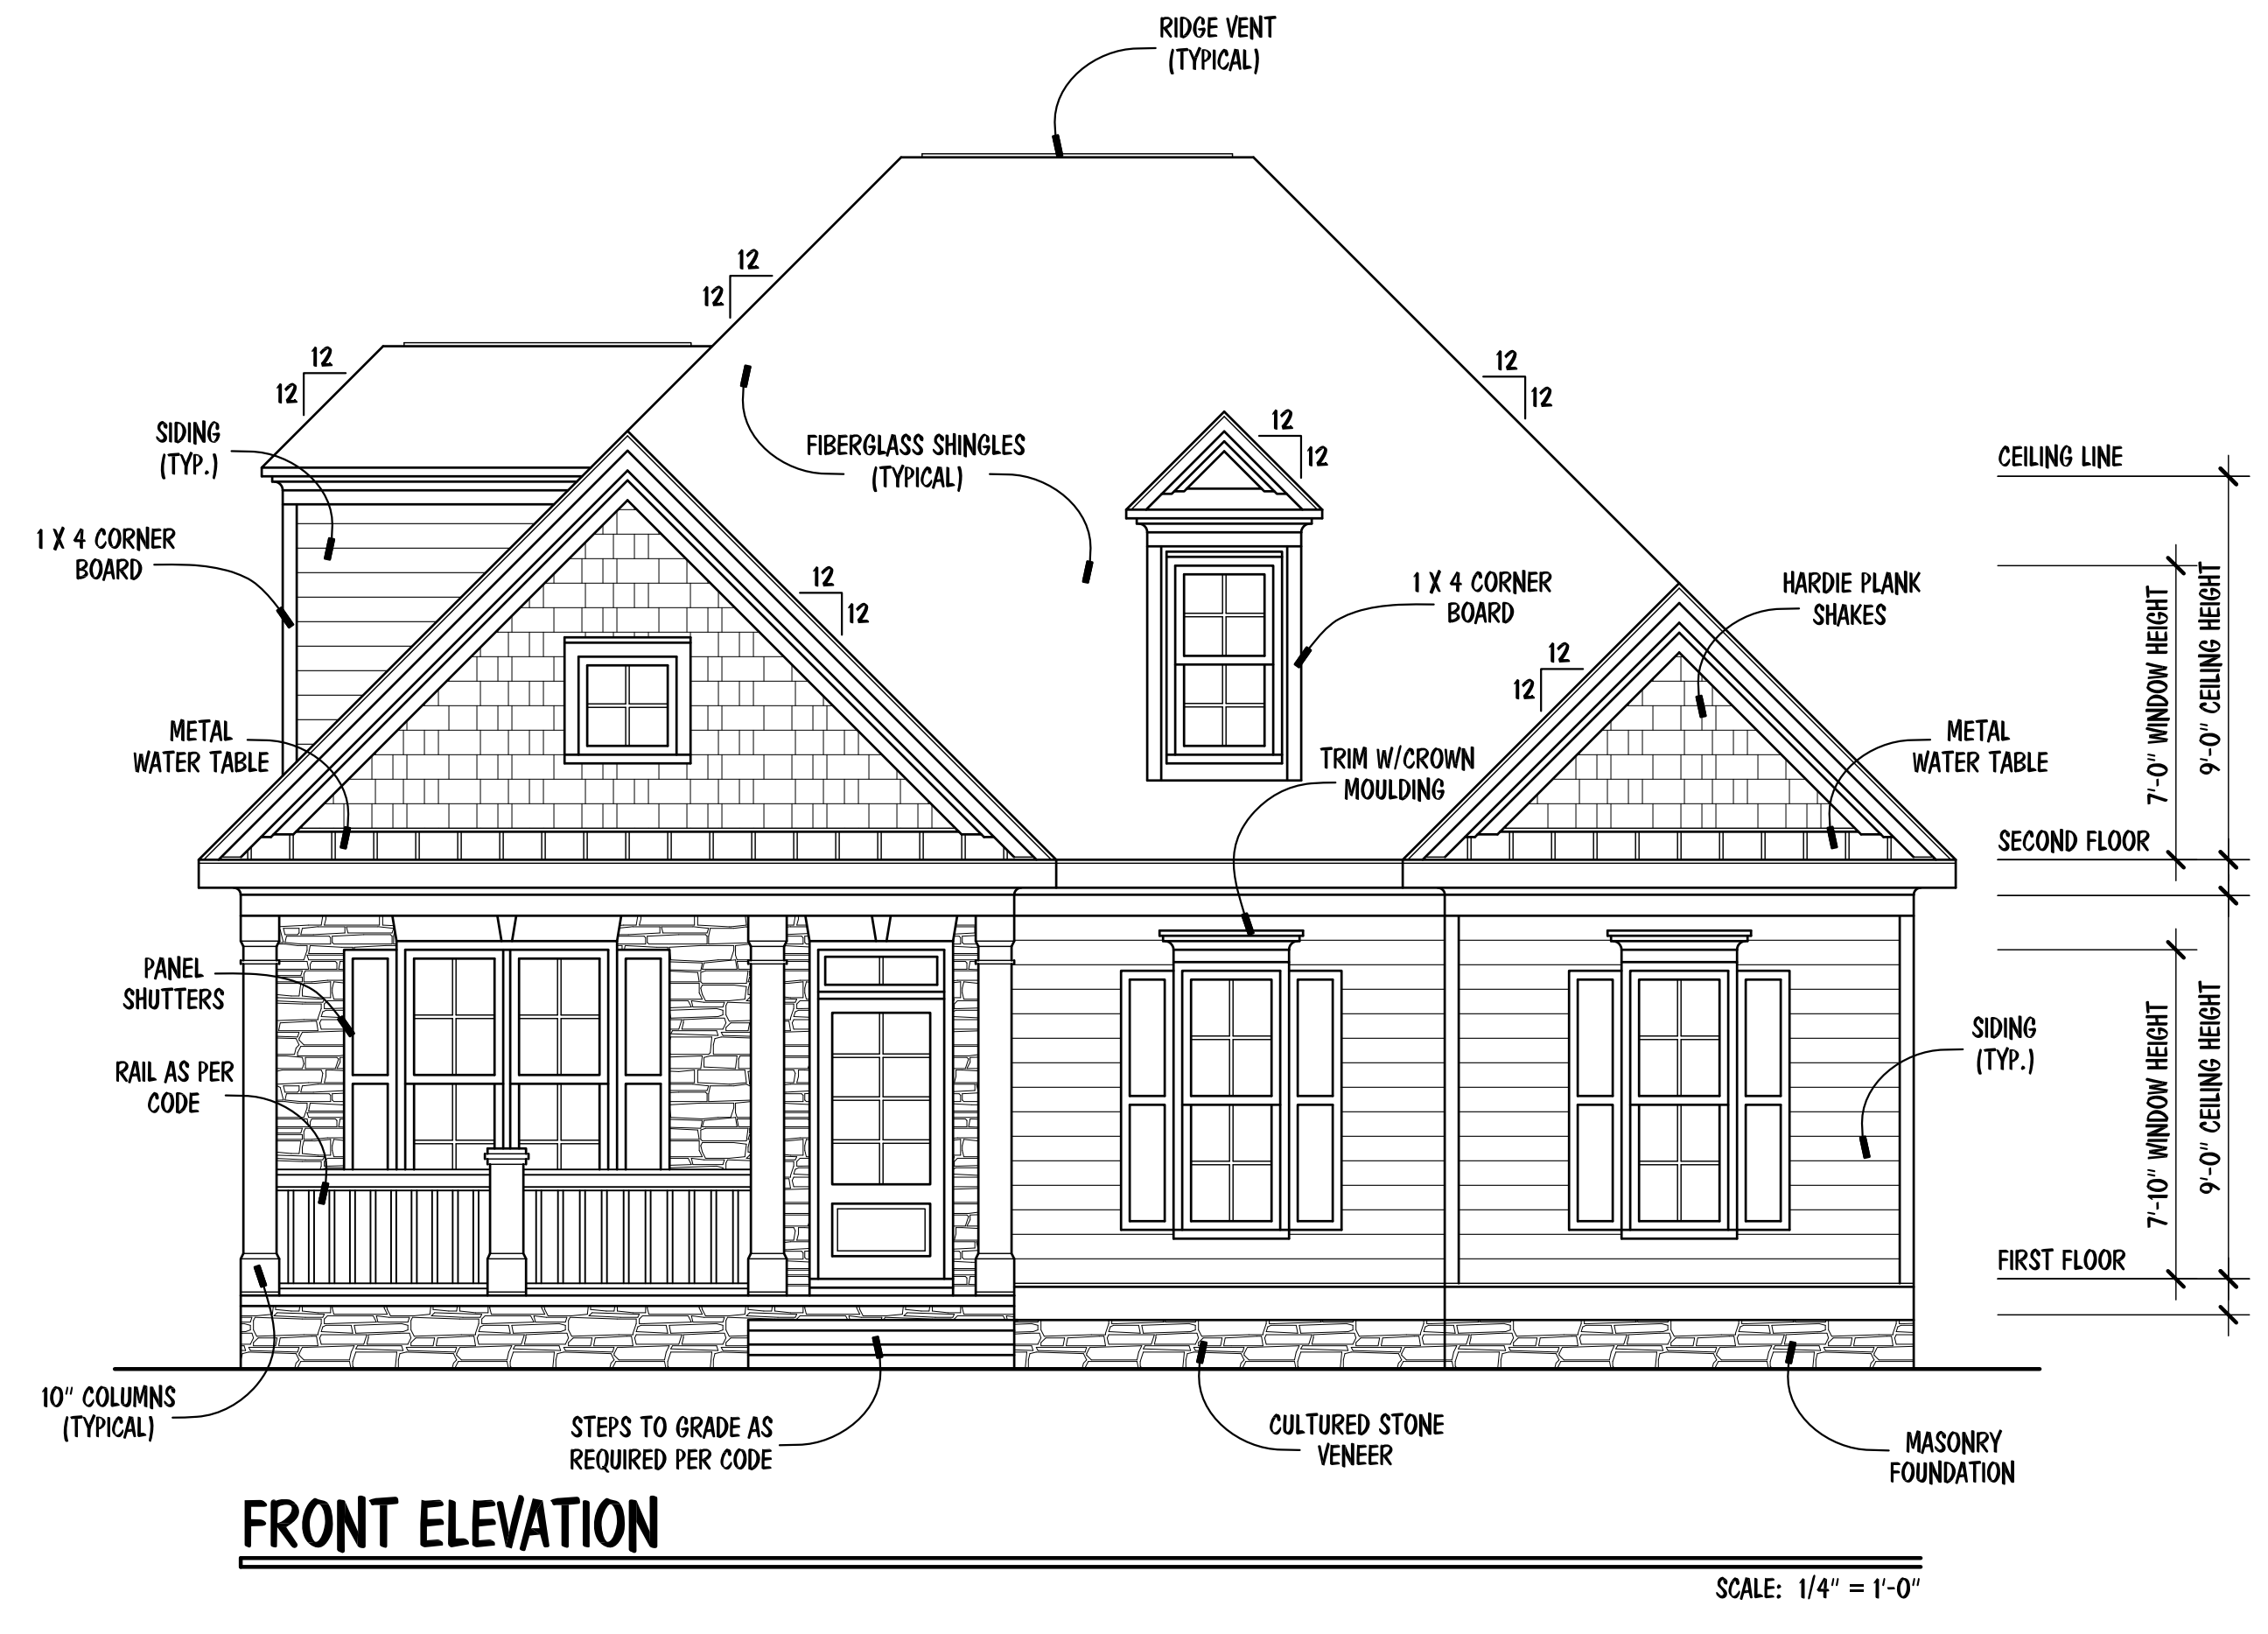 RIDGE VENT
(TYPICAL)
12
12
12
12
12
12
SIDING
(TYP.)
FIBERGLASS SHINGLES
(TYPICAL)
12
12
CEILING LINE
1 X 4 CORNER
BOARD
12
12
1 X 4 CORNER
BOARD
HARDIE PLANK
SHAKES
12
12
7'-0" WINDOW HEIGHT
9'-0" CEILING HEIGHT
METAL
WATER TABLE
TRIM W/CROWN
MOULDING
METAL
WATER TABLE
SECOND FLOOR
PANEL
SHUTTERS
RAIL AS PER
CODE
SIDING
(TYP.)
7'-10" WINDOW HEIGHT
9'-0" CEILING HEIGHT
FIRST FLOOR
10" COLUMNS
(TYPICAL)
STEPS TO GRADE AS
REQUIRED PER CODE
CULTURED STONE
VENEER
MASONRY
FOUNDATION
FRONT ELEVATION
SCALE: 1/4" = 1'-0"